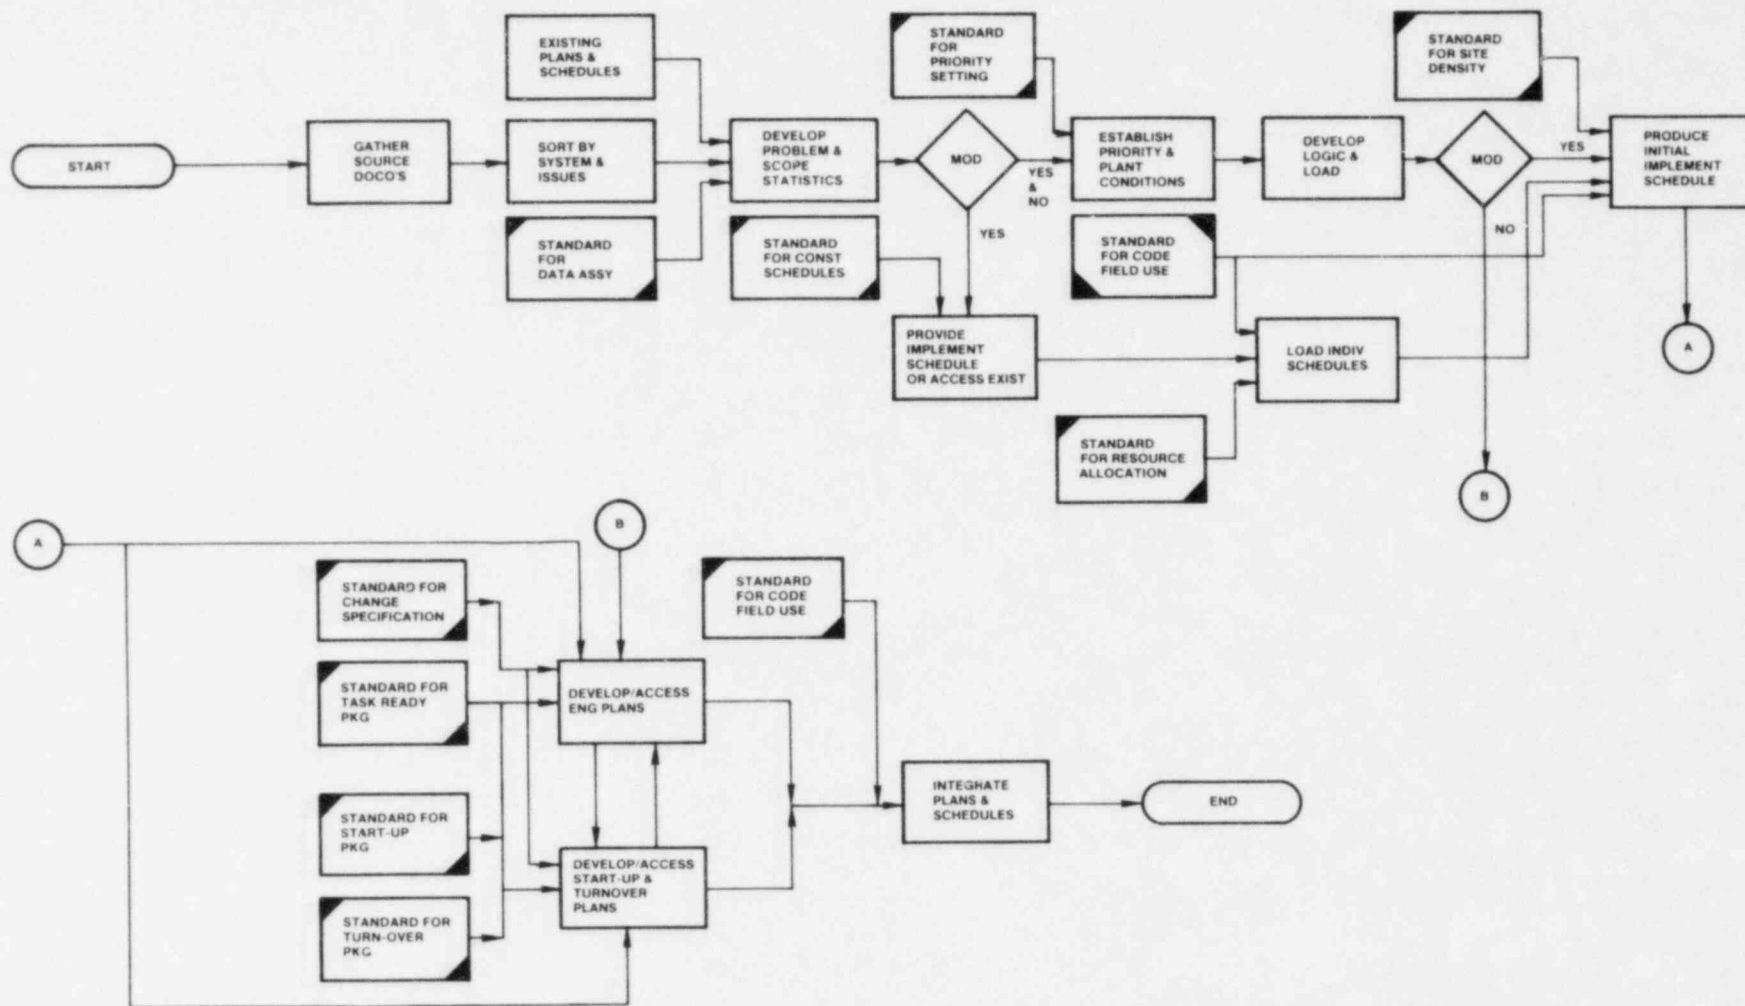 EXISTING
PLANS &
SCHEDULES
STANDARD
FOR
PRIORITY
SETTING
STANDARD
FOR SITE
DENSITY
START
GATHER
SOURCE
DOCO'S
SORT BY
SYSTEM &
ISSUES
DEVELOP
PROBLEM &
SCOPE
STATISTICS
MOD
YES
&
NO
ESTABLISH
PRIORITY &
PLANT
CONDITIONS
DEVELOP
LOGIC &
LOAD
MOD
YES
PRODUCE
INITIAL
IMPLEMENT
SCHEDULE
STANDARD
FOR
DATA ASSY
STANDARD
FOR CONST
SCHEDULES
YES
STANDARD
FOR CODE
FIELD USE
NO
PROVIDE
IMPLEMENT
SCHEDULE
OR ACCESS EXIST
LOAD INDIV
SCHEDULES
A
STANDARD
FOR RESOURCE
ALLOCATION
B
A
B
STANDARD FOR
CHANGE
SPECIFICATION
STANDARD
FOR CODE
FIELD USE
STANDARD FOR
TASK READY
PKG
DEVELOP/ACCESS
ENG PLANS
STANDARD FOR
START-UP
PKG
INTEGHATE
PLANS &
SCHEDULES
END
DEVELOP/ACCESS
START-UP &
TURNOVER
PLANS
STANDARD FOR
TURN-OVER
PKG